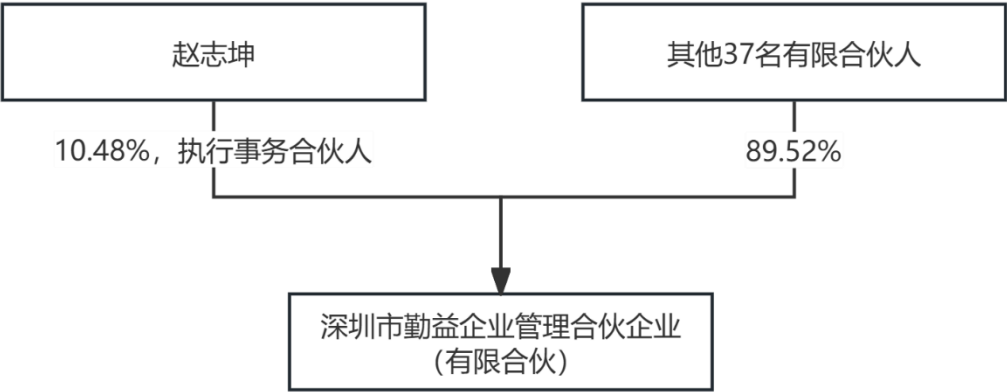 赵志坤
其他37名有限合伙人
10.48%，执行事务合伙人
89.52%
深圳市勤益企业管理合伙企业
（有限合伙）